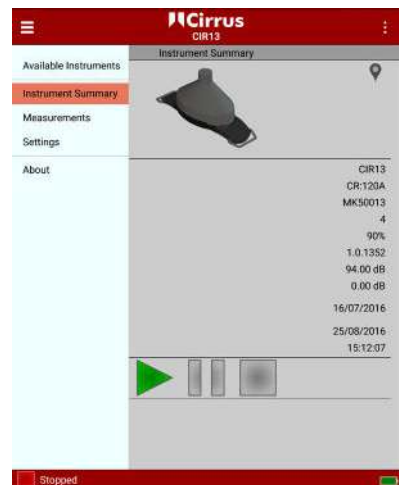 Cirrus
CIR13
Instrument Summary
Available Instruments
Instrument Summary
Measurements
Settings
About
CIR13
CR:120A
MK50013
4
90%
1.0.1352
94.00 dB
0.00 dB
16/07/2016
25/08/2016
15:12:07
Stopped